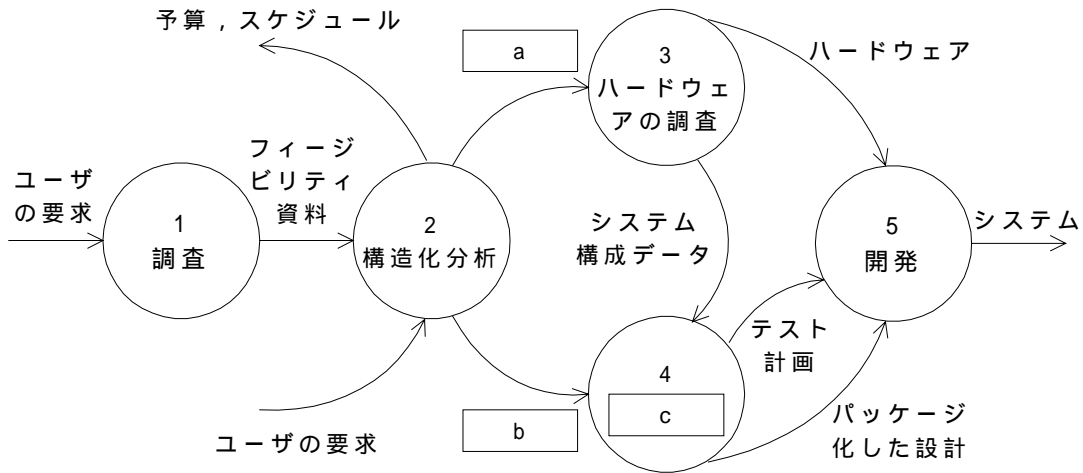 予算，スケジュール
a
3
ハードウェ
アの調査
ハードウェア
ユーザ
の要求
フィージ
ビリティ
資料
1
調査
2
構造化分析
システム
構成データ
5
開発
システム
テスト
計画
4
c
b
ユーザの要求
パッケージ
化した設計